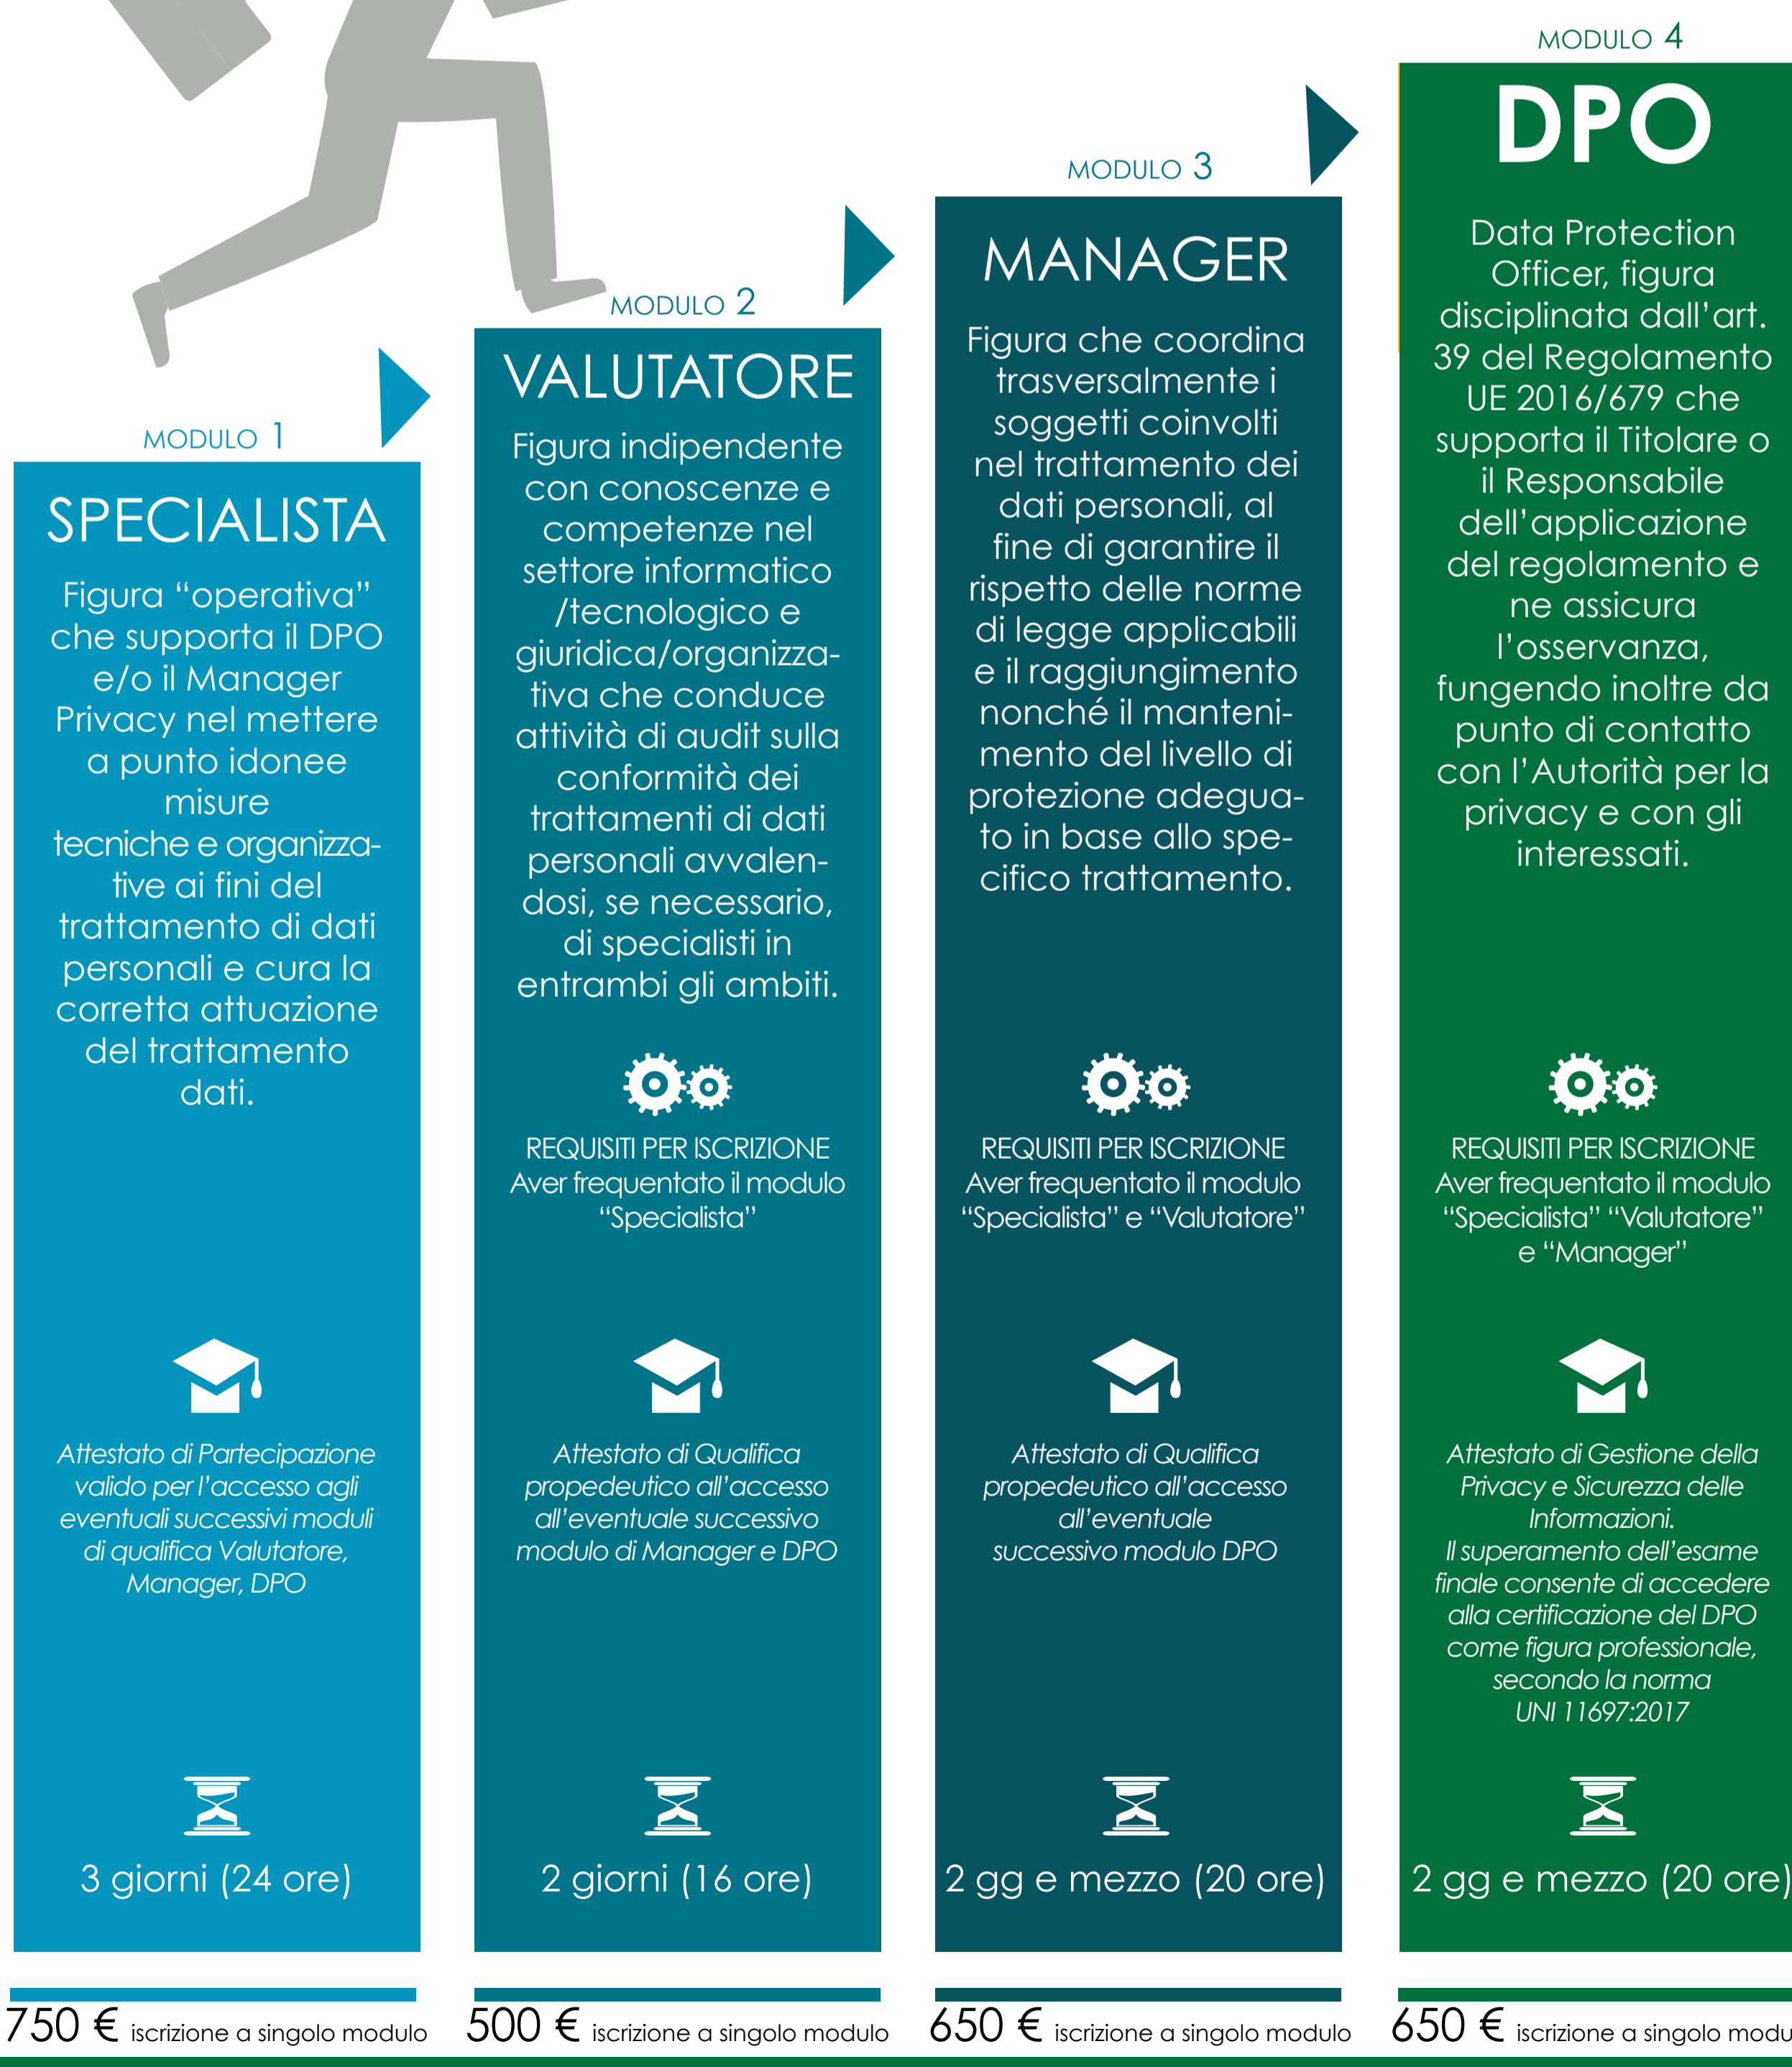 MODULO 1
SPECIALISTA
Figura “operativa”
che supporta il DPO
e/o il Manager
Privacy nel mettere
a punto idonee
misure
tecniche e organizza-
tive ai fini del
trattamento di dati
personali e cura la
corretta attuazione
del trattamento
dati.
Attestato di Partecipazione
valido per l’accesso agli
eventuali successivi moduli
di qualifica Valutatore,
Manager, DPO
3 giorni (24 ore)
750 € iscrizione a singolo modulo
MODULO 2
VALUTATORE
Figura indipendente
con conoscenze e
competenze nel
settore informatico
/tecnologico e
giuridica/organizza-
tiva che conduce
attività di audit sulla
conformità dei
trattamenti di dati
personali avvalen-
dosi, se necessario,
di specialisti in
entrambi gli ambiti.
REQUISITI PER ISCRIZIONE
Aver frequentato il modulo
“Specialista”
Attestato di Qualifica
propedeutico all’accesso
all’eventuale successivo
modulo di Manager e DPO
2 giorni (16 ore)
500 € iscrizione a singolo modulo
MODULO 3
MANAGER
Figura che coordina
trasversalmente i
soggetti coinvolti
nel trattamento dei
dati personali, al
fine di garantire il
rispetto delle norme
di legge applicabili
e il raggiungimento
nonché il manteni-
mento del livello di
protezione adegua-
to in base allo spe-
cifico trattamento.
REQUISITI PER ISCRIZIONE
Aver frequentato il modulo
“Specialista” e “Valutatore”
Attestato di Qualifica
propedeutico all’accesso
all’eventuale
successivo modulo DPO
2 gg e mezzo (20 ore)
650 € iscrizione a singolo modulo
MODULO 4
DPO
Data Protection
Officer, figura
disciplinata dall’art.
39 del Regolamento
UE 2016/679 che
supporta il Titolare o
il Responsabile
dell’applicazione
del regolamento e
ne assicura
l’osservanza,
fungendo inoltre da
punto di contatto
con l’Autorità per la
privacy e con gli
interessati.
REQUISITI PER ISCRIZIONE
Aver frequentato il modulo
“Specialista” “Valutatore”
e “Manager”
Attestato di Gestione della
Privacy e Sicurezza delle
Informazioni.
Il superamento dell’esame
finale consente di accedere
alla certificazione del DPO
come figura professionale,
secondo la norma
UNI 11697:2017
2 gg e mezzo (20 ore)
650 € iscrizione a singolo modu